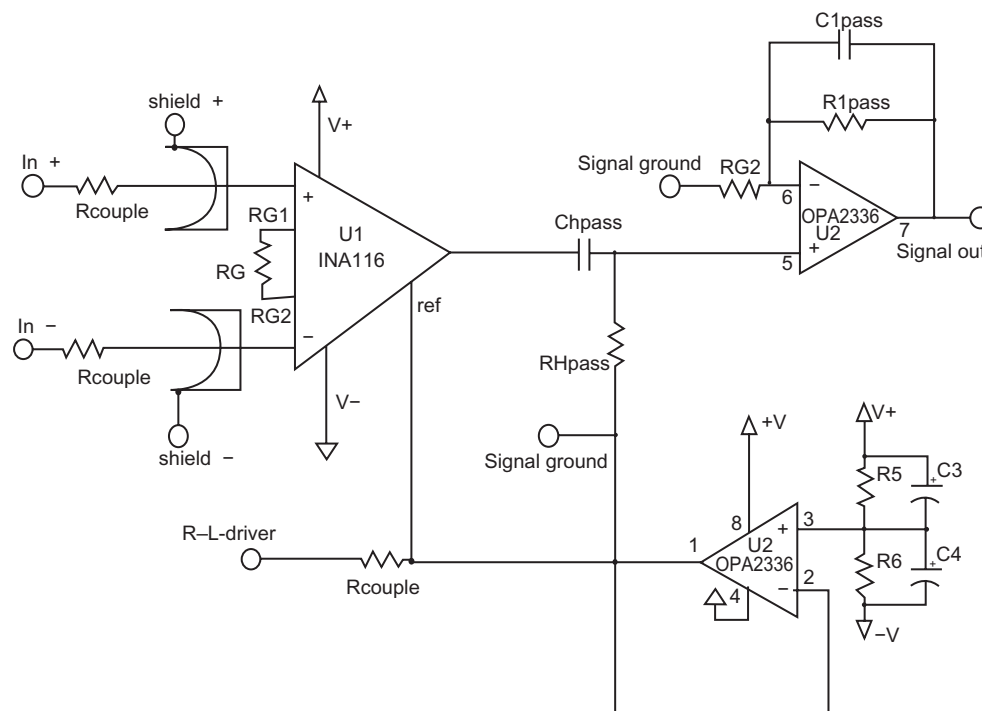 C1pass
R1pass
shield +
V+
In +
Rcouple
Signal ground
RG2
−
6
OPA2336
U2
7
+
5
Signal out
+
RG1
U1
INA116
RG
RG2
−
ref
Chpass
In −
Rcouple
V−
shield −
RHpass
Signal ground
+V
V+
R5
+
C3
8
+
3
U2
OPA2336
1
R6
+
C4
4
−
2
−V
R–L-driver
Rcouple